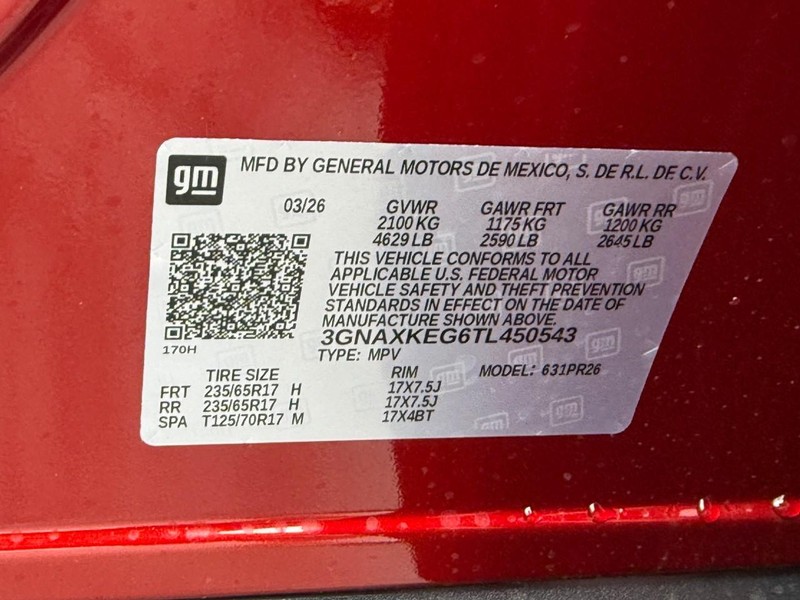 gm MFD BY GENERAL MOTORS DE MEXICO, S. DE R.L. DE C.V.
03/26 GVWR GAWR FRT GAWR RR
2100 KG 1175 KG 1200 KG
4629 LB 2590 LB 2645 LB
THIS VEHICLE CONFORMS TO ALL
APPLICABLE U.S. FEDERAL MOTOR
VEHICLE SAFETY AND THEFT PREVENTION
STANDARDS IN EFFECT ON THE DATE OF
MANUFACTURE SHOWN ABOVE.
3GNAXKEG6TL450543
170H
TYPE: MPV
TIRE SIZE RIM MODEL: 631PR26
FRT 235/65R17 H 17X7.5J
RR 235/65R17 H 17X7.5J
SPA T125/70R17 M 17X4BT